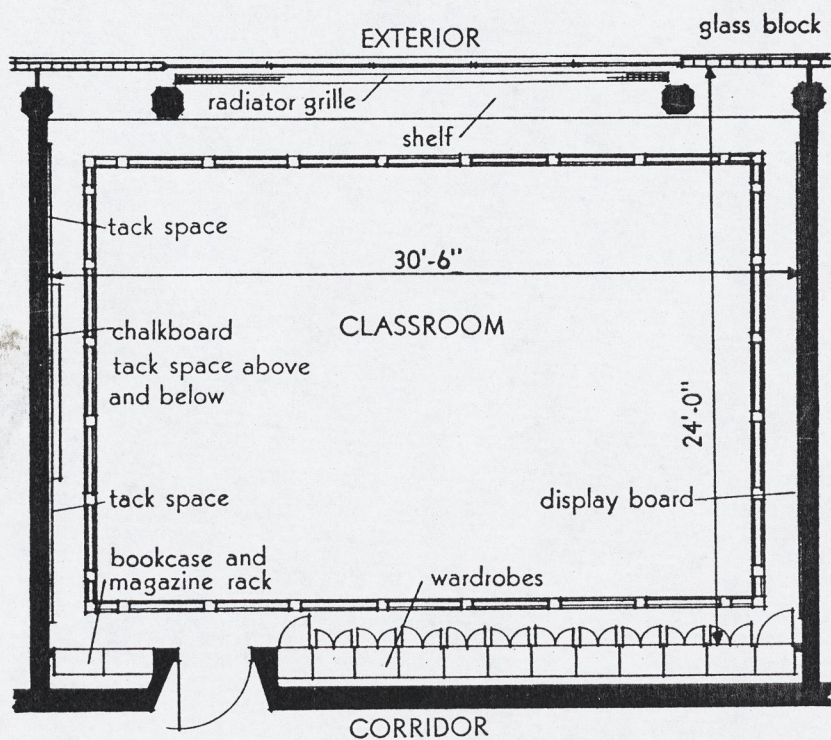 EXTERIOR
glass block
radiator grille
shelf
tack space
30'-6"
chalkboard
CLASSROOM
tack space above
and below
24'-0"
tack space
display board
bookcase and
magazine rack
wardrobes
CORRIDOR